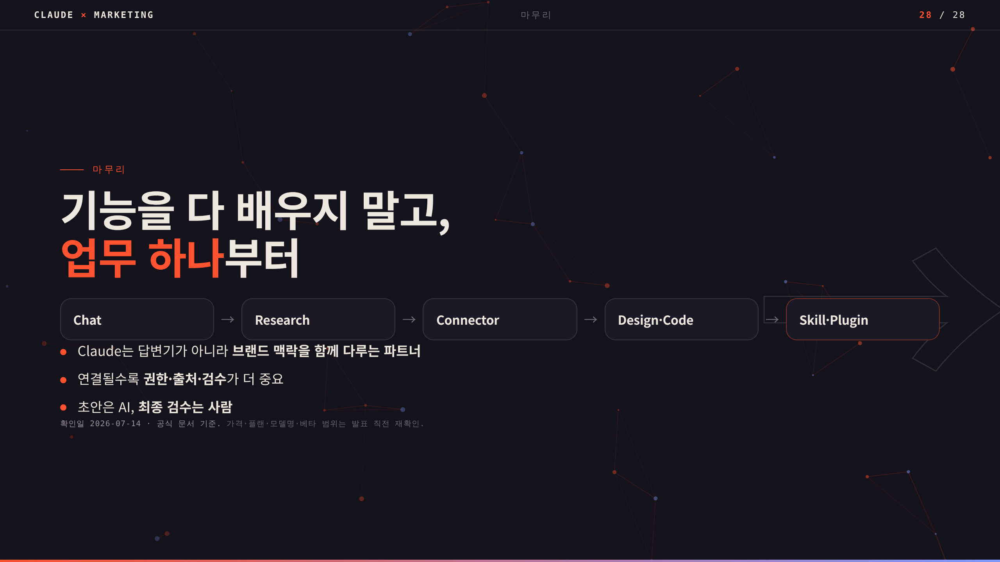 CLAUDE × MARKETING
마무리
28 / 28
마무리
기능을 다 배우지 말고,
업무 하나부터
Chat → Research → Connector → Design·Code → Skill·Plugin
Claude는 답변기가 아니라 브랜드 맥락을 함께 다루는 파트너
연결될수록 권한·출처·검수가 더 중요
초안은 AI, 최종 검수는 사람
확인일 2026-07-14 · 공식 문서 기준. 가격·플랜·모델명·베타 범위는 발표 직전 재확인.